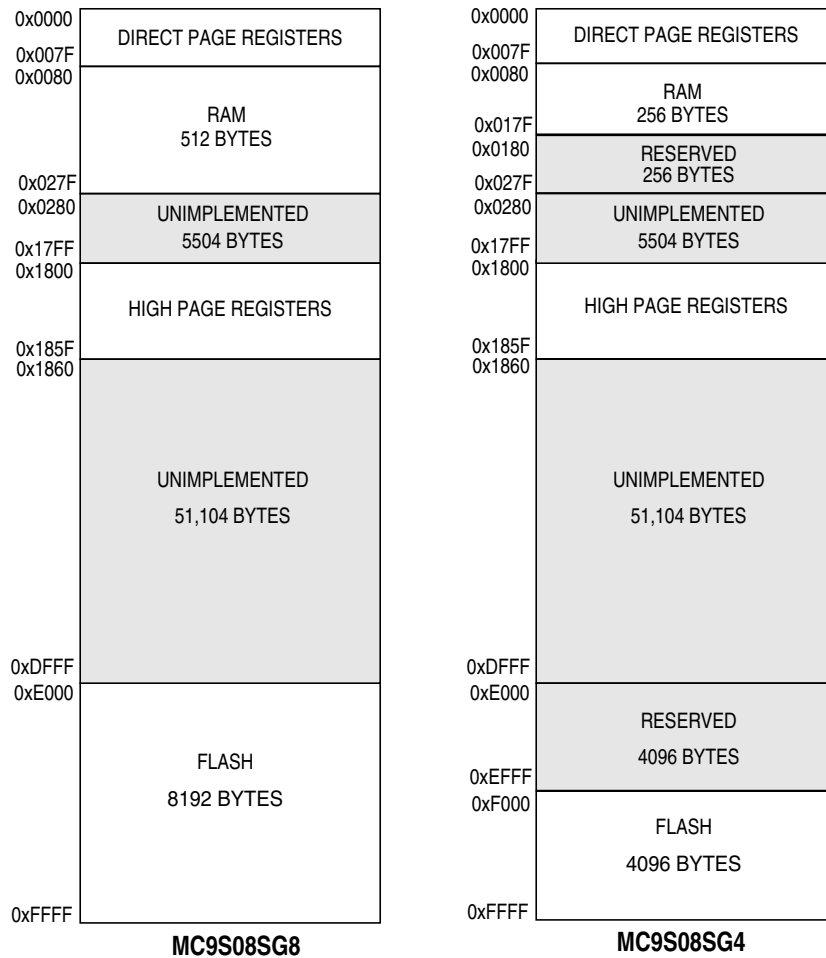 0x0000
DIRECT PAGE REGISTERS
0x007F
0x0080
RAM
512 BYTES
0x027F
0x0280
UNIMPLEMENTED
5504 BYTES
0x17FF
0x1800
HIGH PAGE REGISTERS
0x185F
0x1860
UNIMPLEMENTED
51,104 BYTES
0xDFFF
0xE000
FLASH
8192 BYTES
0xFFFF
MC9S08SG8
0x0000
DIRECT PAGE REGISTERS
0x007F
0x0080
RAM
256 BYTES
0x017F
0x0180
RESERVED
256 BYTES
0x027F
0x0280
UNIMPLEMENTED
5504 BYTES
0x17FF
0x1800
HIGH PAGE REGISTERS
0x185F
0x1860
UNIMPLEMENTED
51,104 BYTES
0xDFFF
0xE000
RESERVED
4096 BYTES
0xEFFF
0xF000
FLASH
4096 BYTES
0xFFFF
MC9S08SG4